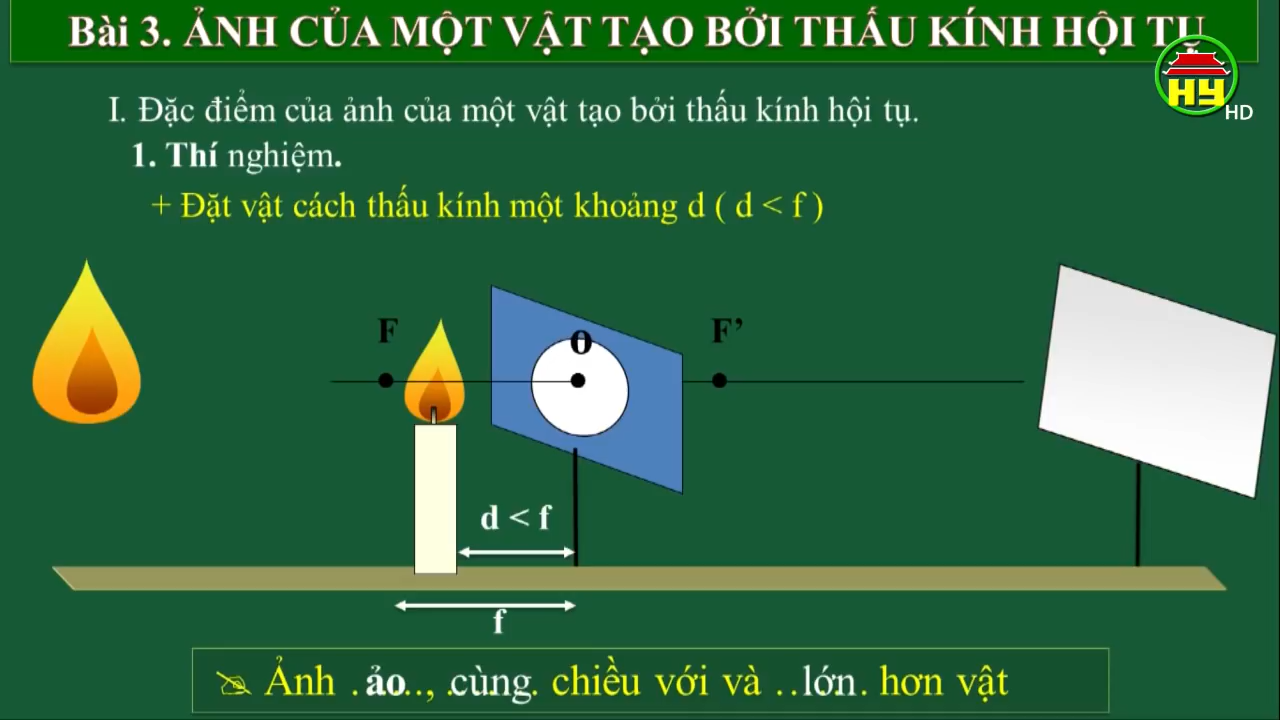 Bài 3. ẢNH CỦA MỘT VẬT TẠO BỞI THẤU KÍNH HỘI TỤ
HY
HD
I. Đặc điểm của ảnh của một vật tạo bởi thấu kính hội tụ.
1. Thí nghiệm.
+ Đặt vật cách thấu kính một khoảng d ( d < f )
F
O
F’
d < f
f
Ảnh . ảo .., cùng. chiều với và ..lớn. hơn vật